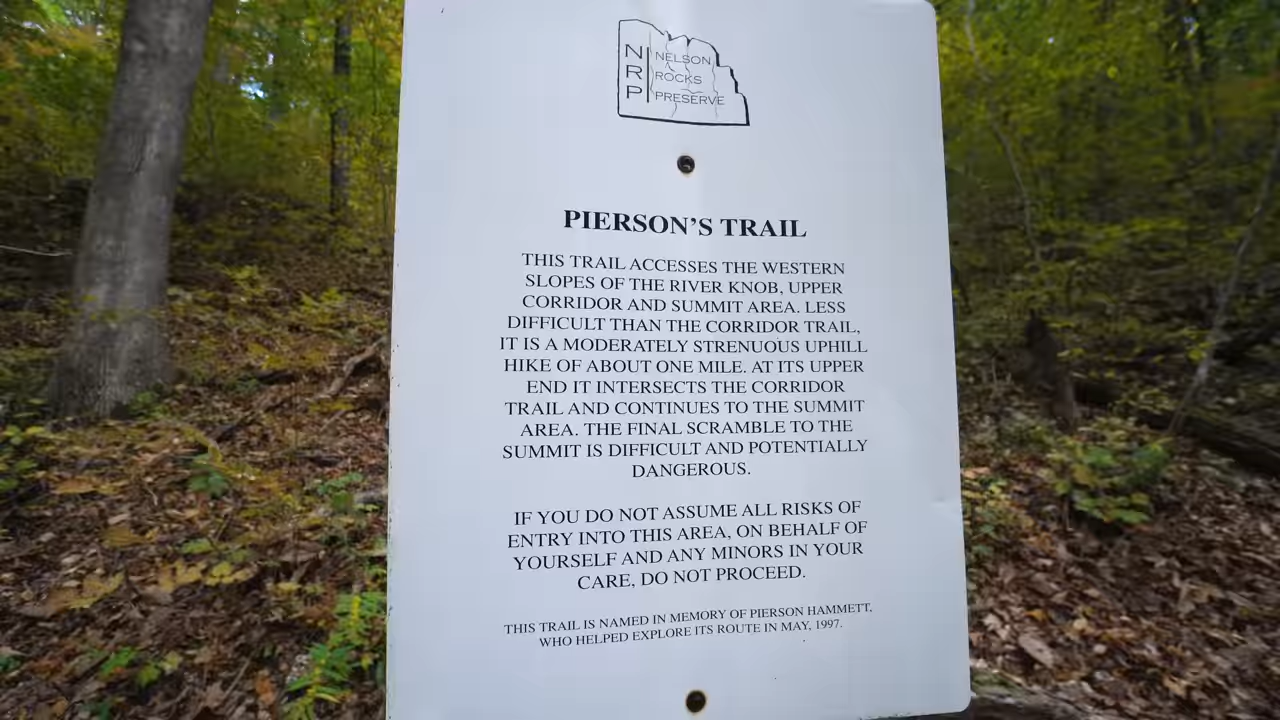 NRP
NELSON
ROCKS
PRESERVE
PIERSON'S TRAIL
THIS TRAIL ACCESSES THE WESTERN
SLOPES OF THE RIVER KNOB, UPPER
CORRIDOR AND SUMMIT AREA. LESS
DIFFICULT THAN THE CORRIDOR TRAIL,
IT IS A MODERATELY STRENUOUS UPHILL
HIKE OF ABOUT ONE MILE. AT ITS UPPER
END IT INTERSECTS THE CORRIDOR
TRAIL AND CONTINUES TO THE SUMMIT
AREA. THE FINAL SCRAMBLE TO THE
SUMMIT IS DIFFICULT AND POTENTIALLY
DANGEROUS.
IF YOU DO NOT ASSUME ALL RISKS OF
ENTRY INTO THIS AREA, ON BEHALF OF
YOURSELF AND ANY MINORS IN YOUR
CARE, DO NOT PROCEED.
THIS TRAIL IS NAMED IN MEMORY OF PIERSON HAMMETT,
WHO HELPED EXPLORE ITS ROUTE IN MAY, 1997.